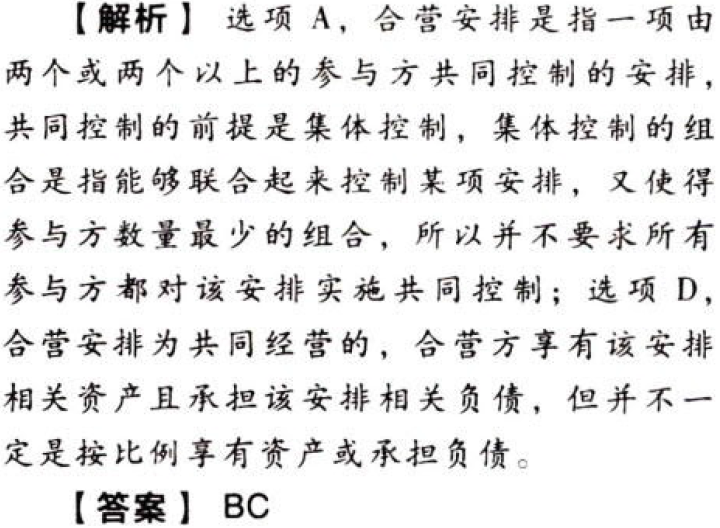 【解析】 选项 A，合营安排是指一项由
两个或两个以上的参与方共同控制的安排，
共同控制的前提是集体控制，集体控制的组
合是指能够联合起来控制某项安排，又使得
参与方数量最少的组合，所以并不要求所有
参与方都对该安排实施共同控制；选项 D，
合营安排为共同经营的，合营方享有该安排
相关资产且承担该安排相关负债，但并不一
定是按比例享有资产或承担负债。
【答案】 BC